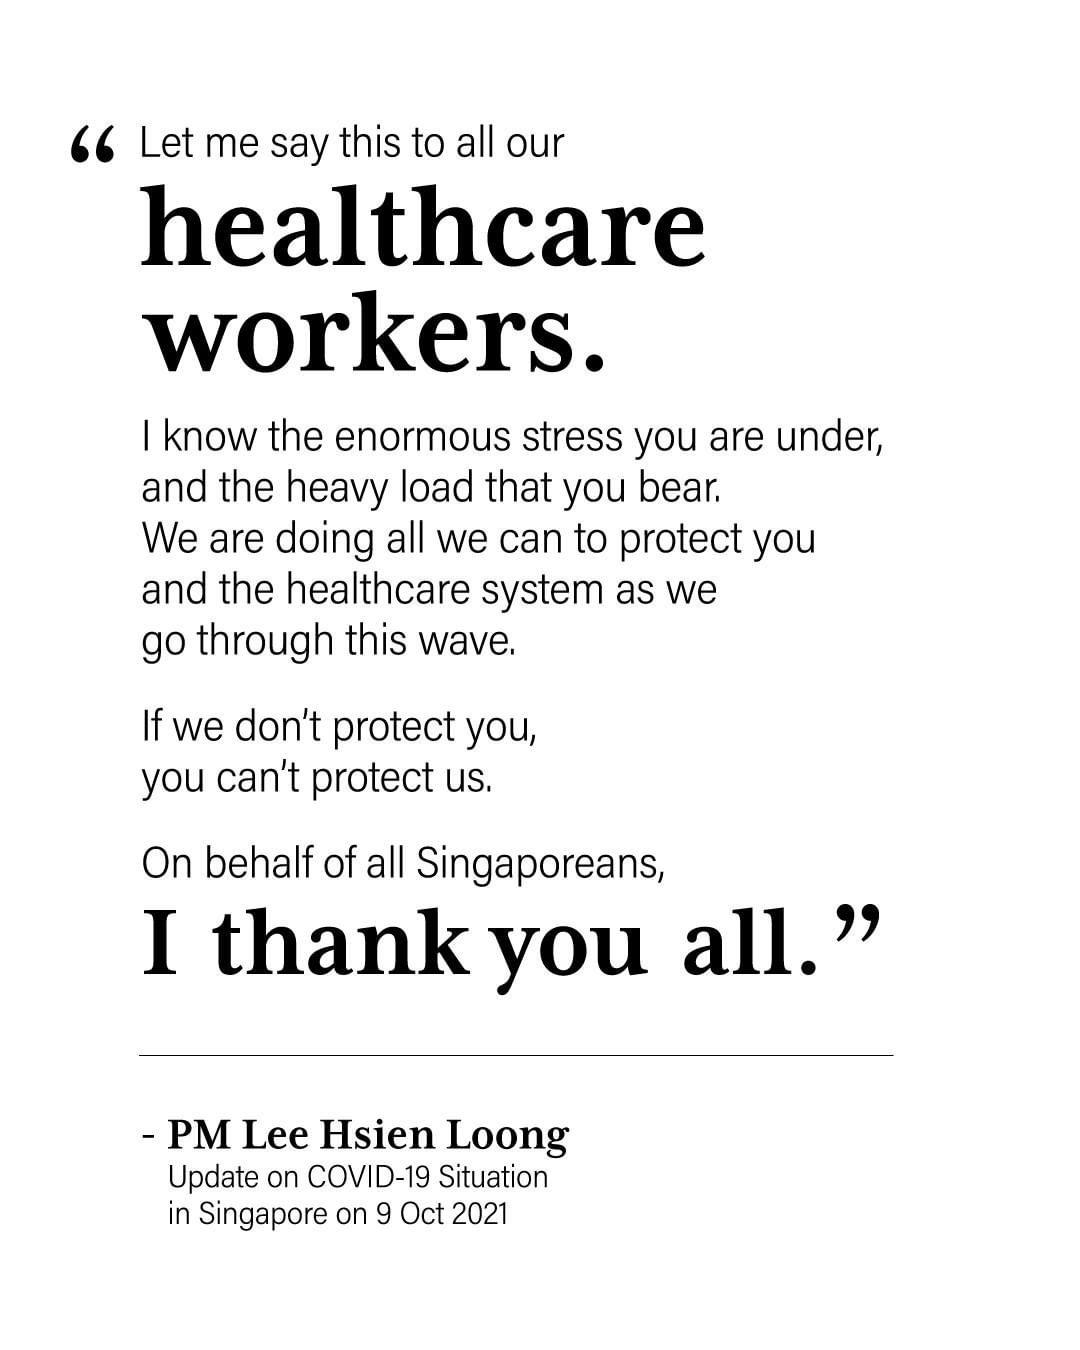 “ Let me say this to all our
healthcare
workers.
I know the enormous stress you are under,
and the heavy load that you bear.
We are doing all we can to protect you
and the healthcare system as we
go through this wave.
If we don’t protect you,
you can’t protect us.
On behalf of all Singaporeans,
I thank you all.”
- PM Lee Hsien Loong
Update on COVID-19 Situation
in Singapore on 9 Oct 2021